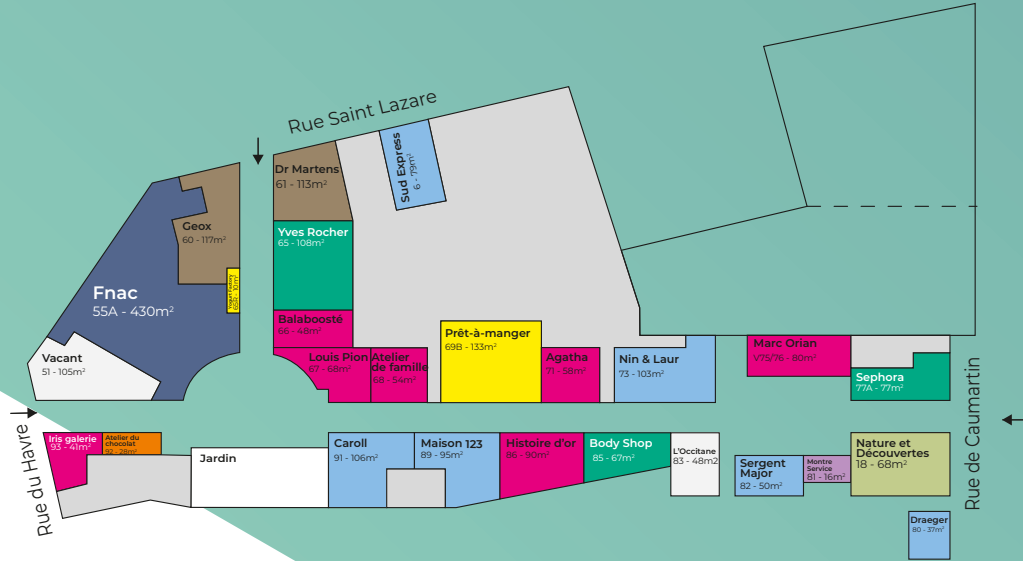 Rue Saint Lazare
Sud Express
6 - 79m²
Dr Martens
61 - 113m²
Geox
60 - 117m²
Yves Rocher
65 - 108m²
Yogurt Factory
Fnac
55A - 430m²
Balaboosté
66 - 48m²
Prêt-à-manger
69B - 133m²
Vacant
51 - 105m²
Louis Pion
67 - 68m²
Atelier
de famille
68 - 54m²
Agatha
71 - 58m²
Nin & Laur
73 - 103m²
Marc Orian
V75/76 - 80m²
Sephora
77A - 77m²
Rue du Havre
Rue de Caumartin
Iris galerie
93 - 41m²
Atelier du
chocolat
92 - 28m²
Jardin
Caroll
91 - 106m²
Maison 123
89 - 95m²
Histoire d'or
86 - 90m²
Body Shop
85 - 67m²
L'Occitane
83 - 48m2
Sergent
Major
82 - 50m²
Montre
Service
81 - 16m²
Nature et
Découvertes
18 - 68m²
Draeger
80 - 37m²